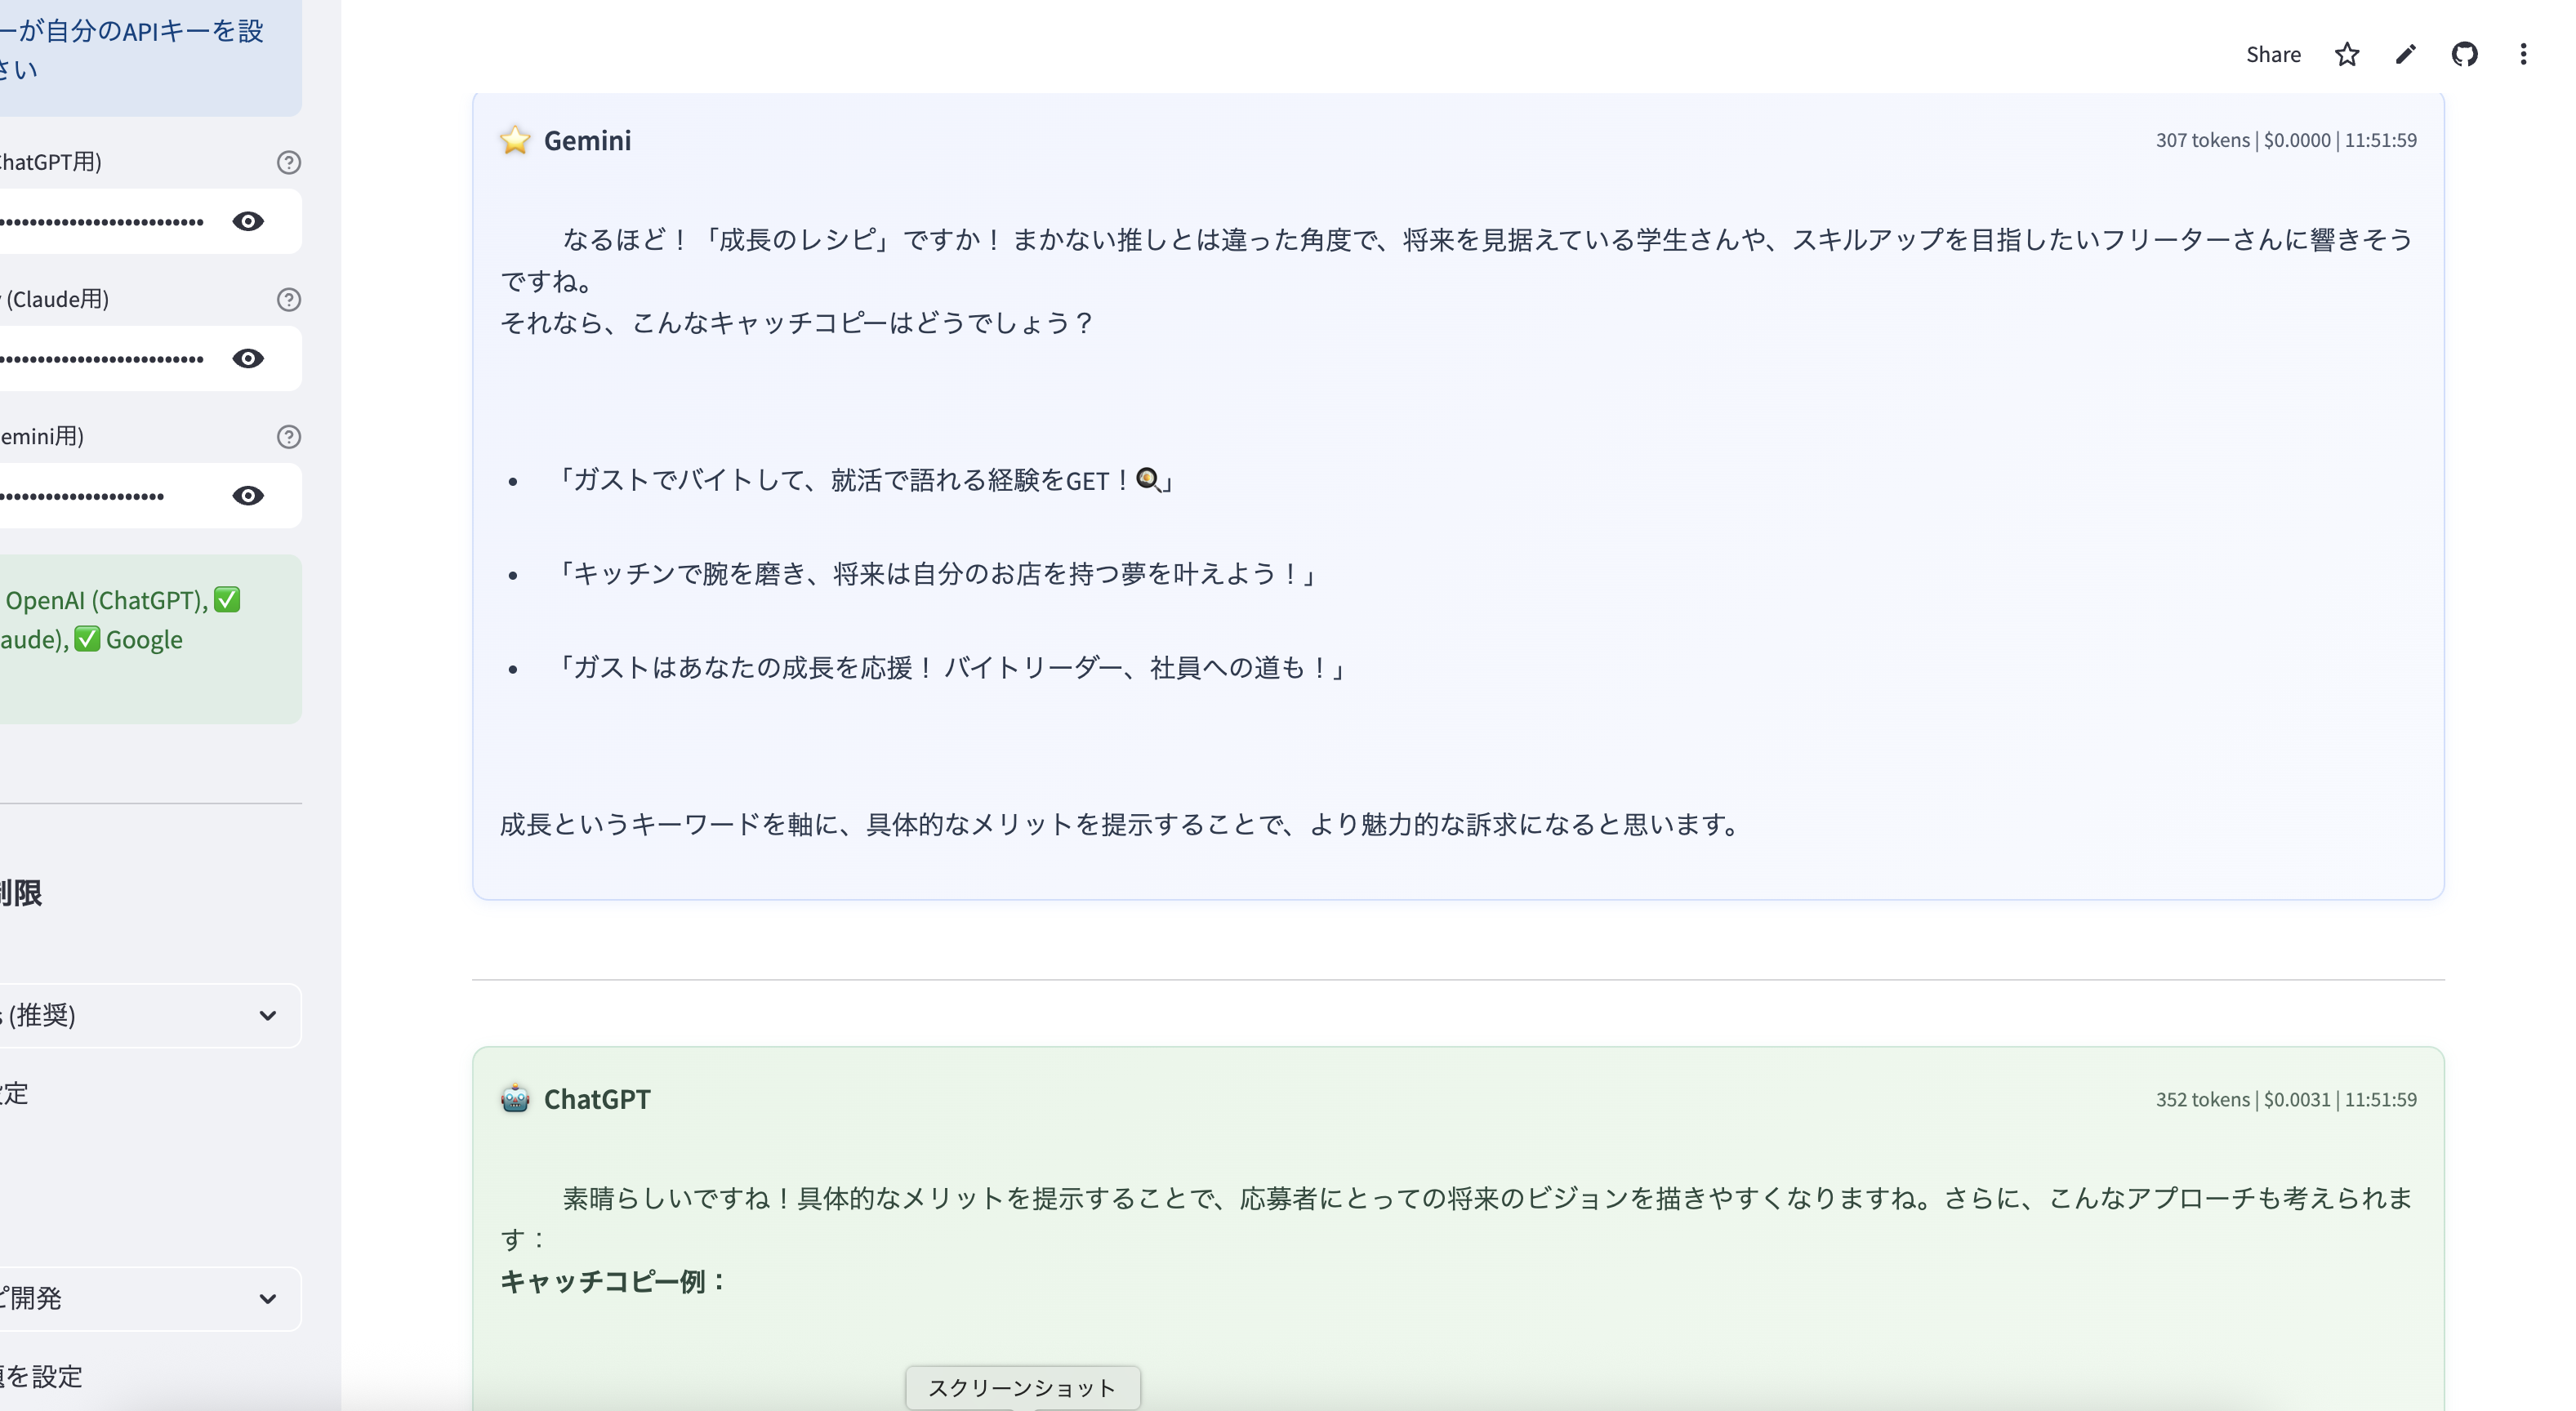 ーが自分のAPIキーを設
さい
ChatGPT用)
(Claude用)
emini用)
OpenAI (ChatGPT), ✅
aude), ✅ Google
制限
s (推奨)
設定
ピ開発
題を設定
Share
⭐ Gemini
307 tokens | $0.0000 | 11:51:59
なるほど！「成長のレシピ」ですか！ まかない推しとは違った角度で、将来を見据えている学生さんや、スキルアップを目指したいフリーターさんに響きそう
ですね。
それなら、こんなキャッチコピーはどうでしょう？
• 「ガストでバイトして、就活で語れる経験をGET！🍳」
• 「キッチンで腕を磨き、将来は自分のお店を持つ夢を叶えよう！」
• 「ガストはあなたの成長を応援！ バイトリーダー、社員への道も！」
成長というキーワードを軸に、具体的なメリットを提示することで、より魅力的な訴求になると思います。
🤖 ChatGPT
352 tokens | $0.0031 | 11:51:59
素晴らしいですね！具体的なメリットを提示することで、応募者にとっての将来のビジョンを描きやすくなりますね。さらに、こんなアプローチも考えられま
す：
キャッチコピー例：
スクリーンショット